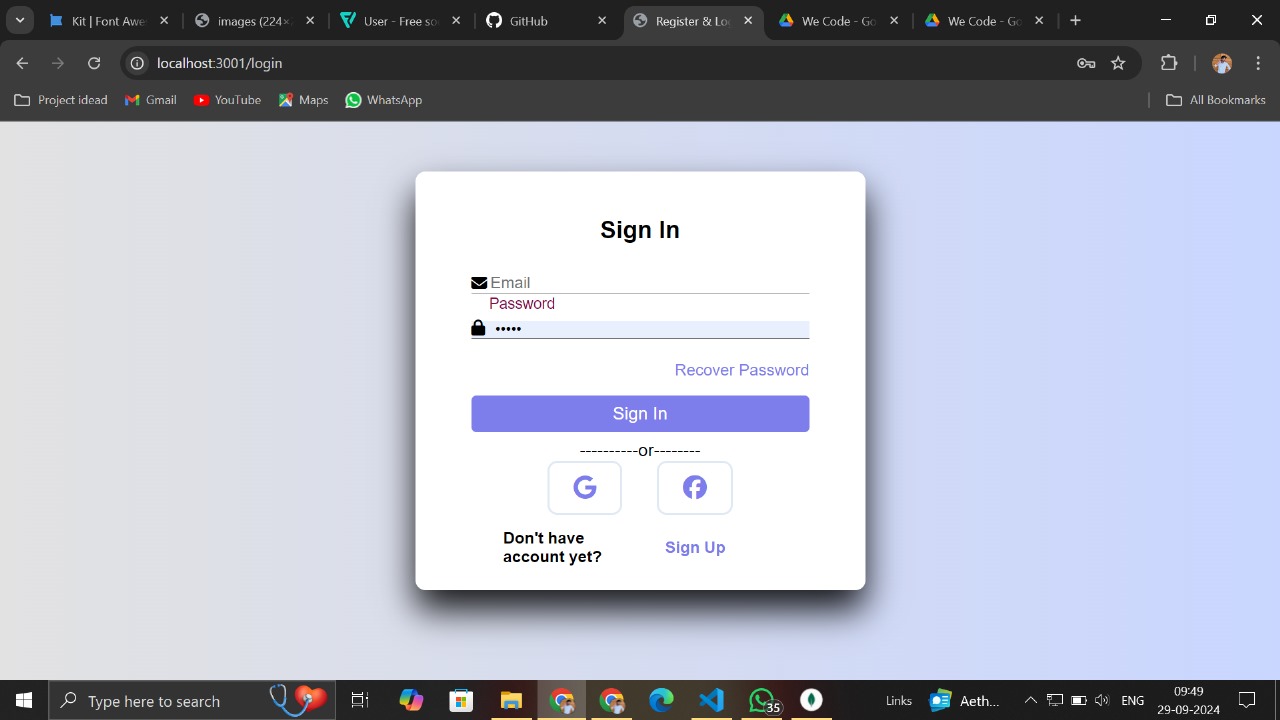 Kit | Font Awe
images (224×
User - Free so
GitHub
Register & Lo
We Code - Go
We Code - Go
localhost:3001/login
Project idead
Gmail
YouTube
Maps
WhatsApp
All Bookmarks
Sign In
Email
Password
•••••
Recover Password
Sign In
----------or--------
Don't have
account yet?
Sign Up
Type here to search
35
Links
Aeth...
ENG
09:49
29-09-2024